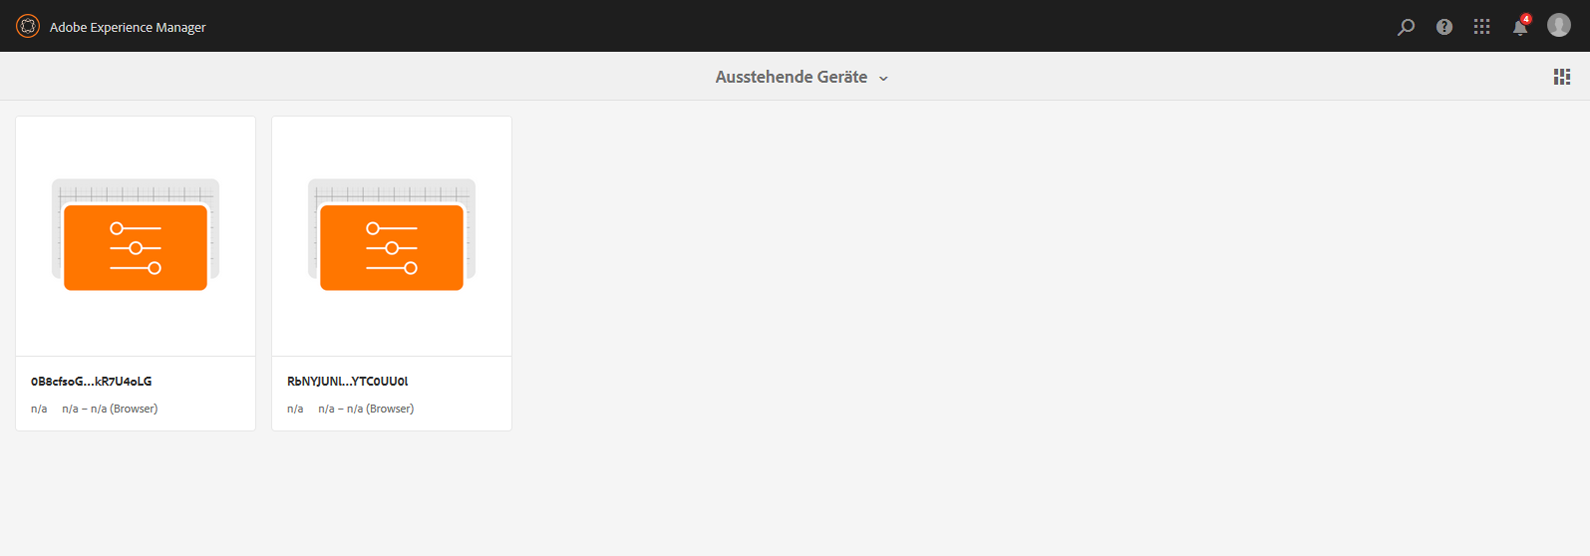 Adobe Experience Manager
4
Ausstehende Geräte
0B8cfsoG...kR7U4oLG
n/a n/a – n/a (Browser)
RbNYJUNl...YTC0UU0l
n/a n/a – n/a (Browser)